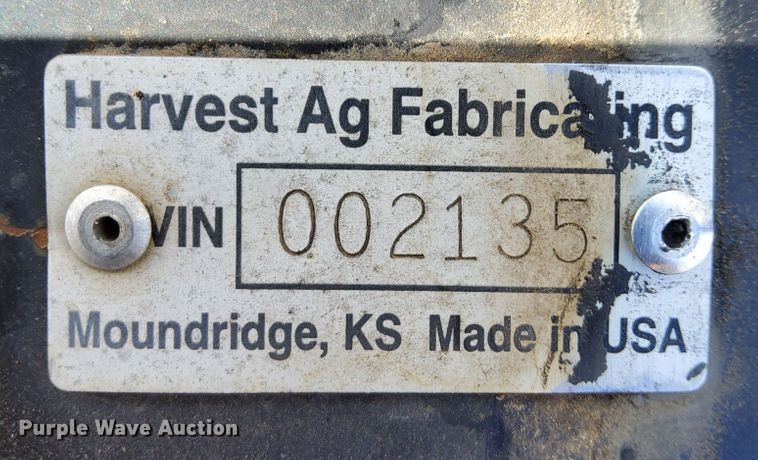 Harvest Ag Fabricating
VIN 002135
Moundridge, KS Made in USA
Purple Wave Auction